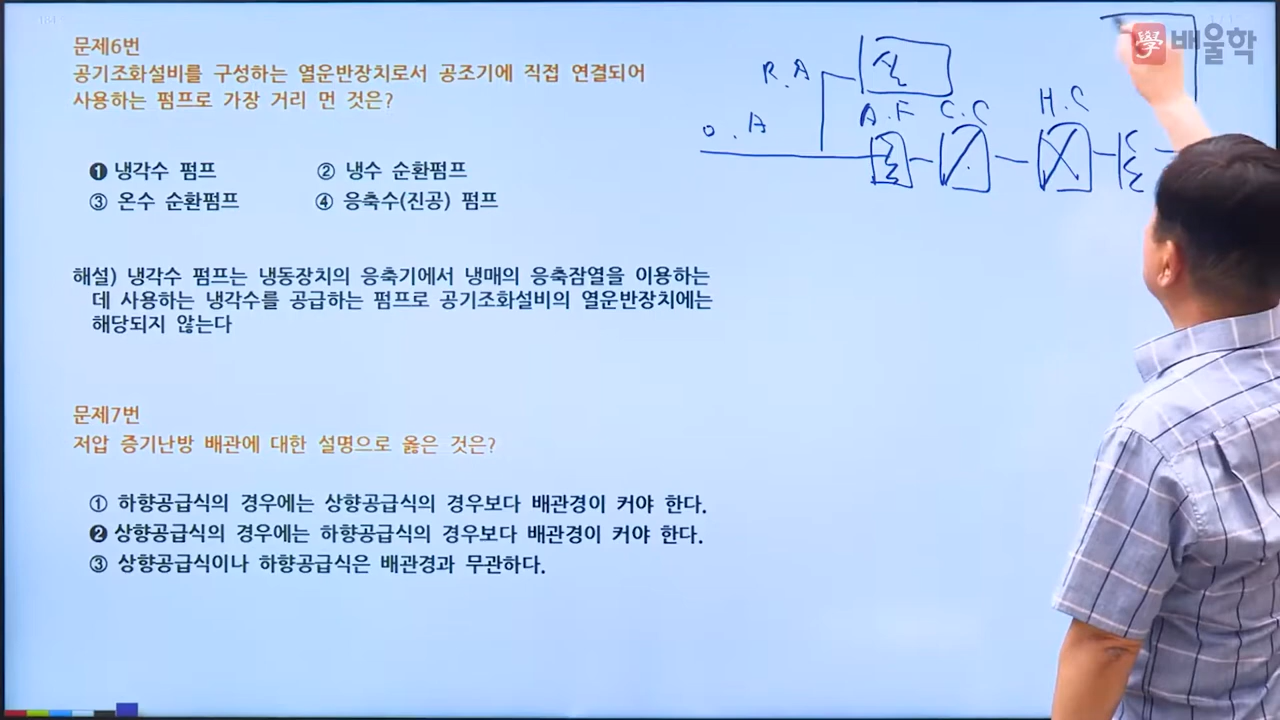 문제6번
공기조화설비를 구성하는 열운반장치로서 공조기에 직접 연결되어
사용하는 펌프로 가장 거리 먼 것은?
❶ 냉각수 펌프 ② 냉수 순환펌프
③ 온수 순환펌프 ④ 응축수(진공) 펌프
해설) 냉각수 펌프는 냉동장치의 응축기에서 냉매의 응축잠열을 이용하는
데 사용하는 냉각수를 공급하는 펌프로 공기조화설비의 열운반장치에는
해당되지 않는다
문제7번
저압 증기난방 배관에 대한 설명으로 옳은 것은?
① 하향공급식의 경우에는 상향공급식의 경우보다 배관경이 커야 한다.
❷ 상향공급식의 경우에는 하향공급식의 경우보다 배관경이 커야 한다.
③ 상향공급식이나 하향공급식은 배관경과 무관하다.
學 배울학
R.A 실
O.A
A.F C.C H.C